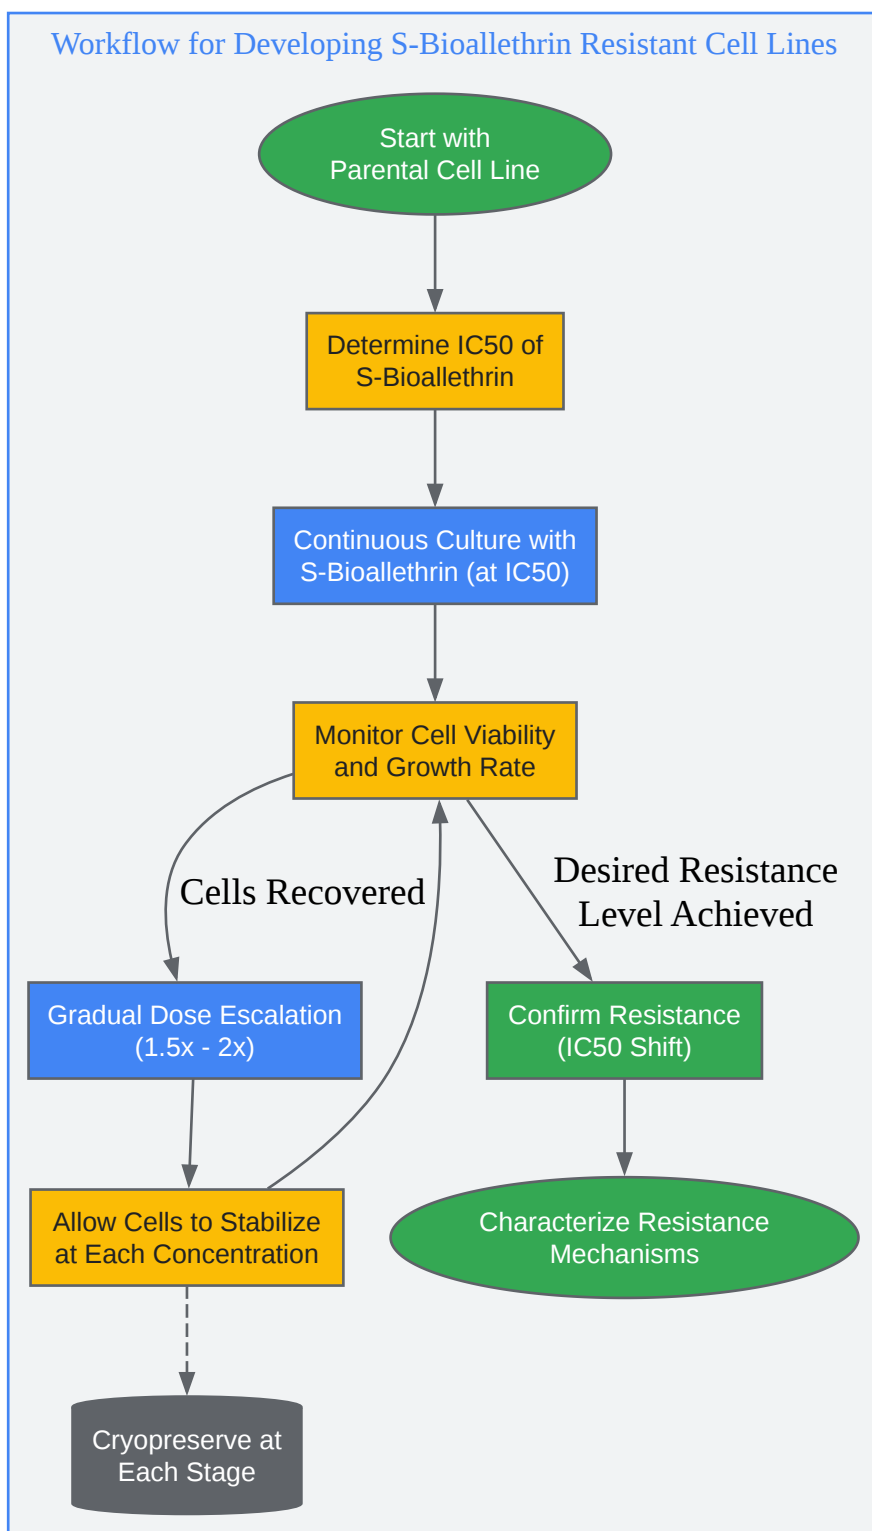 Workflow for Developing S-Bioallethrin Resistant Cell Lines
Start with
Parental Cell Line
Determine IC50 of
S-Bioallethrin
Continuous Culture with
S-Bioallethrin (at IC50)
Monitor Cell Viability
and Growth Rate
Cells Recovered
Desired Resistance
Level Achieved
Gradual Dose Escalation
(1.5x - 2x)
Confirm Resistance
(IC50 Shift)
Allow Cells to Stabilize
at Each Concentration
Characterize Resistance
Mechanisms
Cryopreserve at
Each Stage